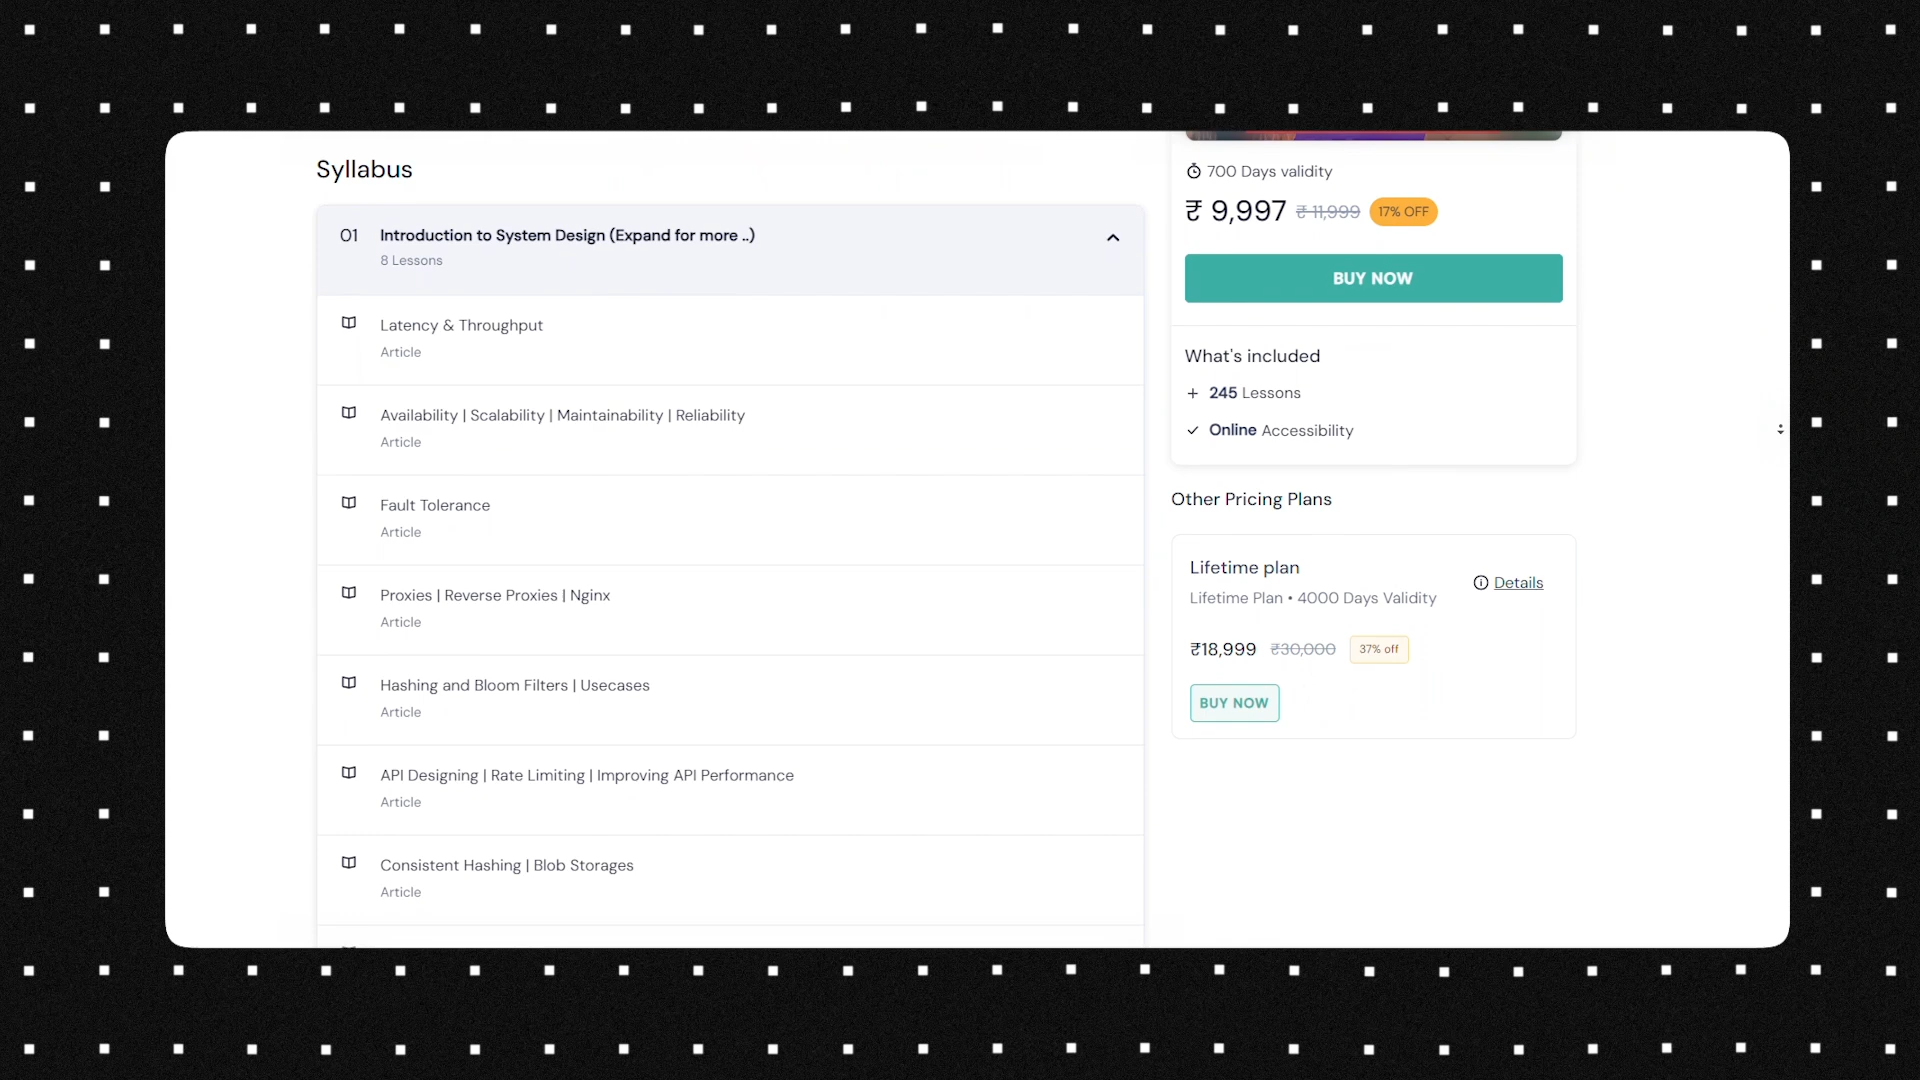 Syllabus
01 Introduction to System Design (Expand for more ..)
8 Lessons
Latency & Throughput
Article
Availability | Scalability | Maintainability | Reliability
Article
Fault Tolerance
Article
Proxies | Reverse Proxies | Nginx
Article
Hashing and Bloom Filters | Usecases
Article
API Designing | Rate Limiting | Improving API Performance
Article
Consistent Hashing | Blob Storages
Article
700 Days validity
₹ 9,997 ₹ 11,999 17% OFF
BUY NOW
What's included
+ 245 Lessons
Online Accessibility
Other Pricing Plans
Lifetime plan
Lifetime Plan • 4000 Days Validity
Details
₹18,999 ₹30,000 37% off
BUY NOW